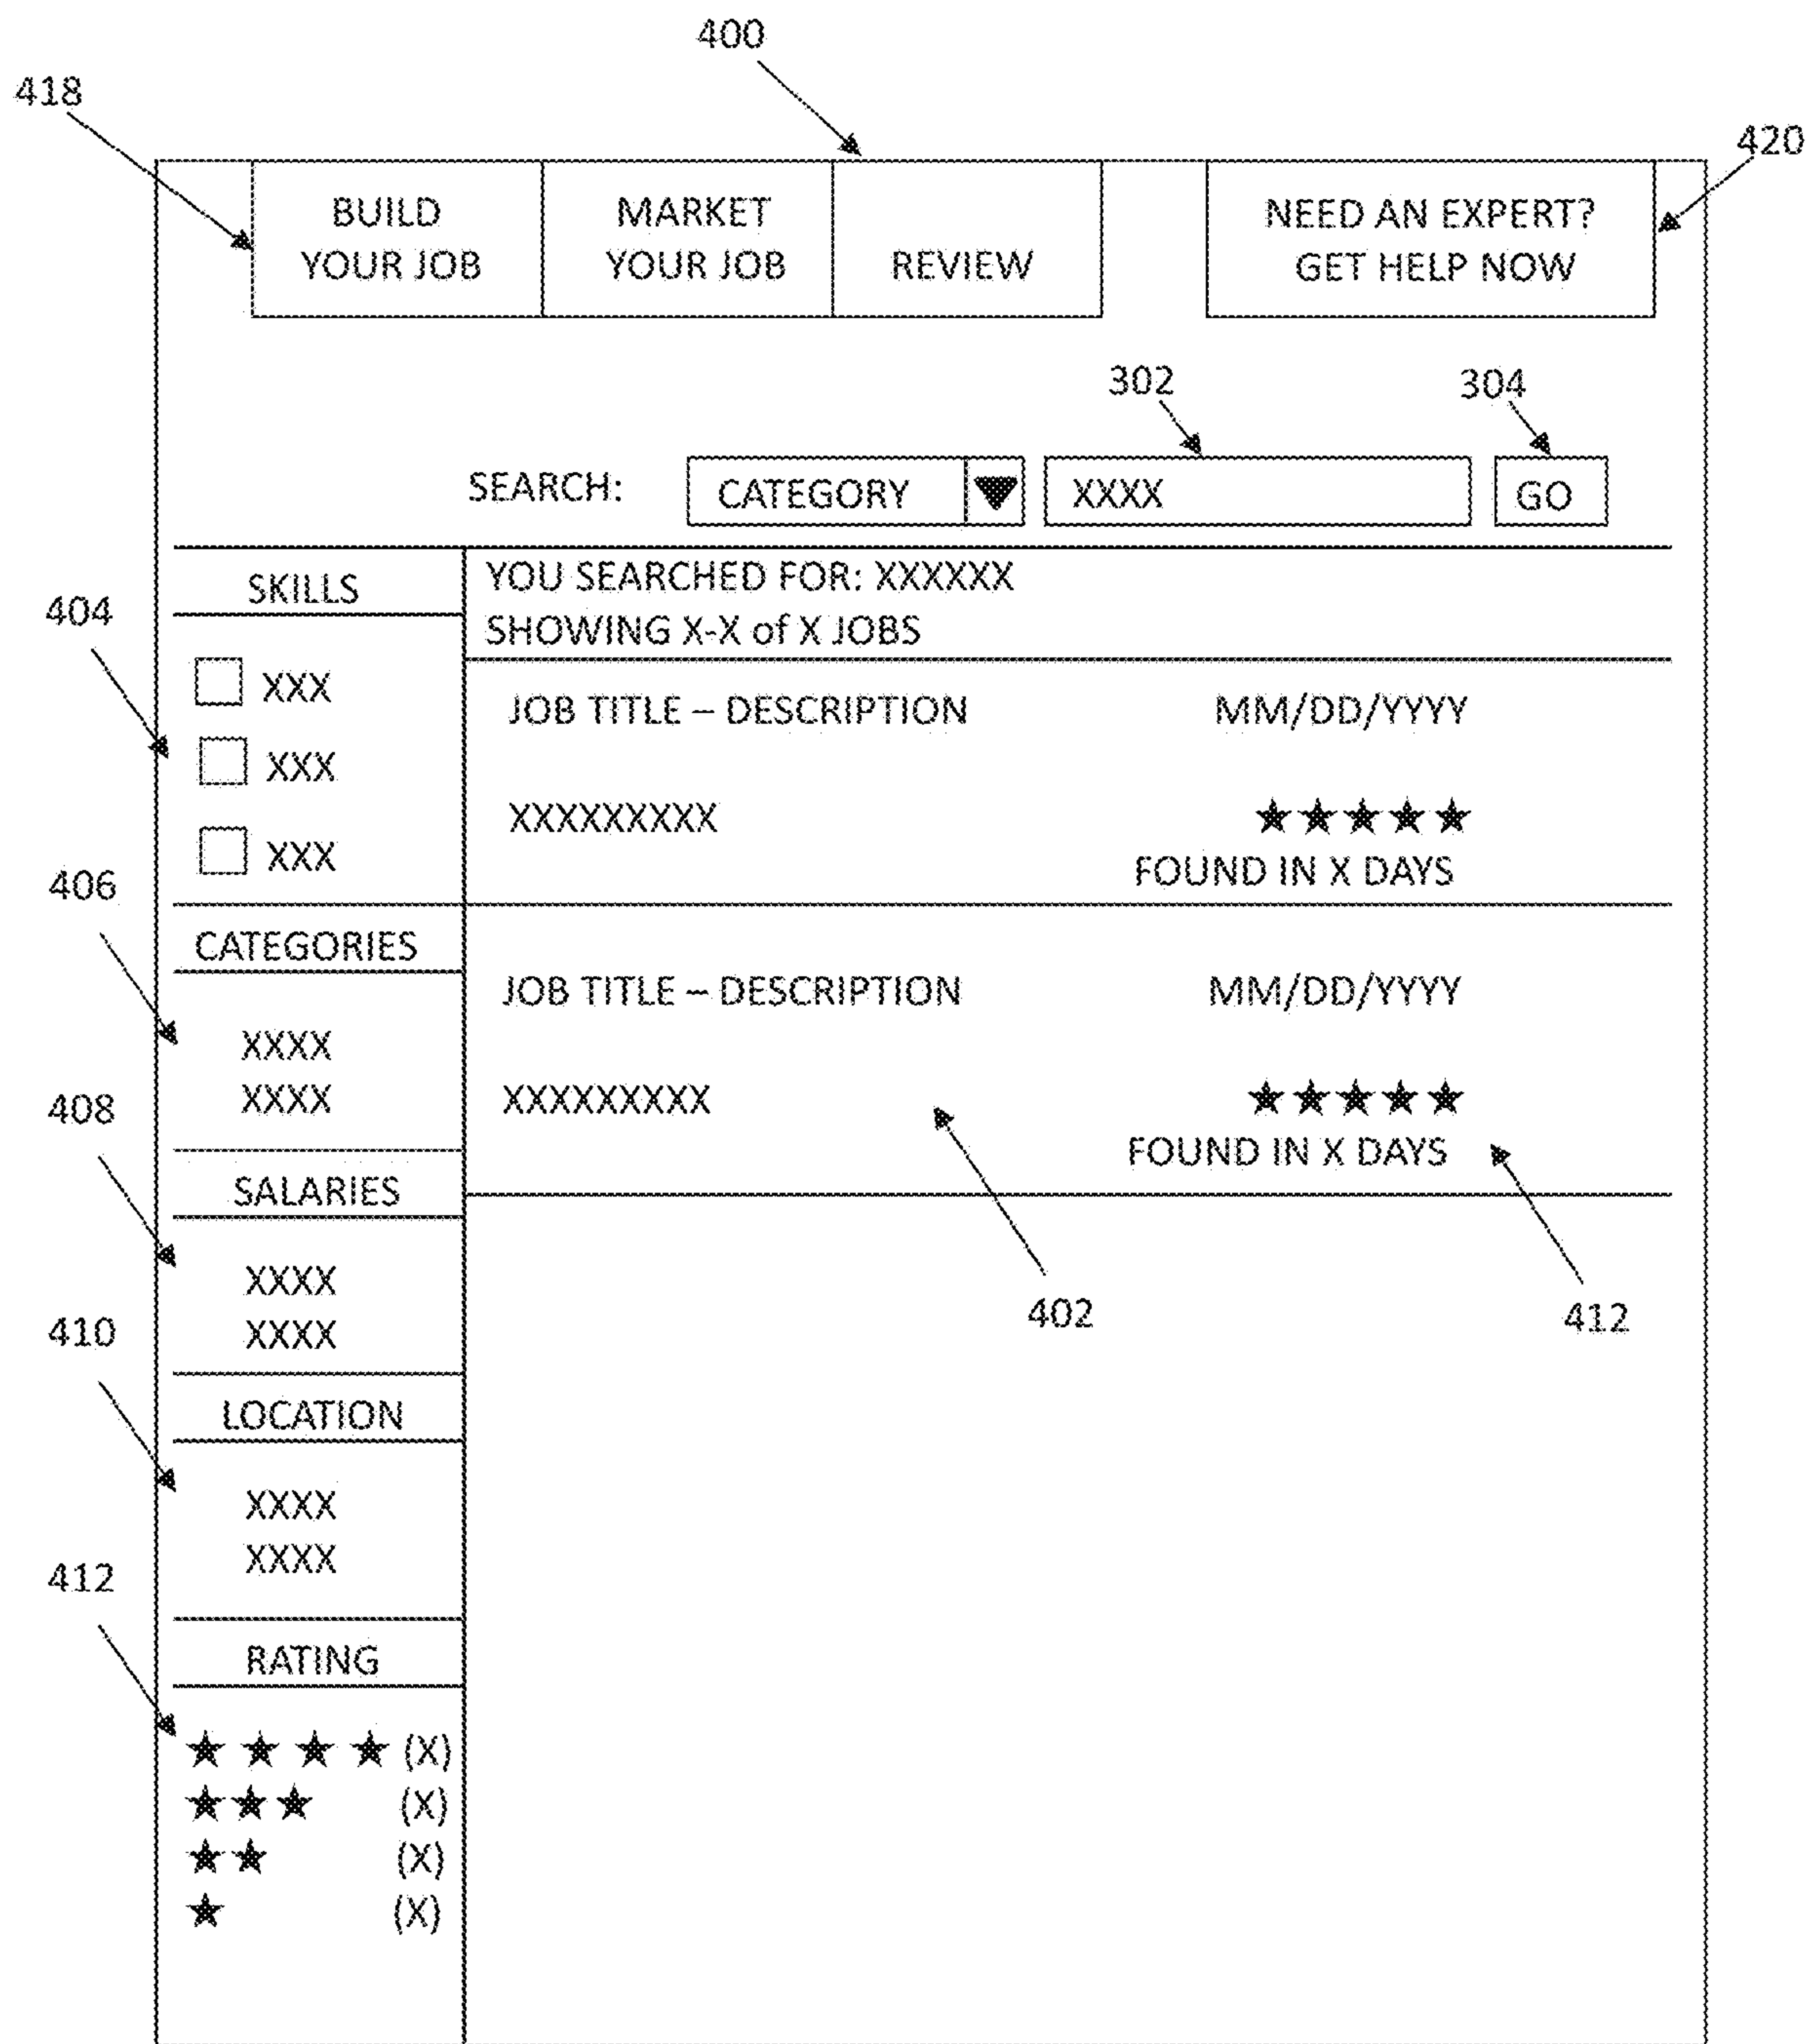 400
418
420
BUILD
YOUR JOB
MARKET
YOUR JOB
REVIEW
NEED AN EXPERT?
GET HELP NOW
302
304
SEARCH:
CATEGORY
XXXX
GO
SKILLS
YOU SEARCHED FOR: XXXXXX
SHOWING X-X of X JOBS
404
XXX
XXX
XXX
JOB TITLE – DESCRIPTION
MM/DD/YYYY
XXXXXXXXX
★★★★★
FOUND IN X DAYS
406
CATEGORIES
XXXX
XXXX
JOB TITLE – DESCRIPTION
MM/DD/YYYY
XXXXXXXXX
★★★★★
FOUND IN X DAYS
402
412
408
SALARIES
XXXX
XXXX
410
LOCATION
XXXX
XXXX
412
RATING
★ ★ ★ ★ (X)
★★★ (X)
★★ (X)
★ (X)